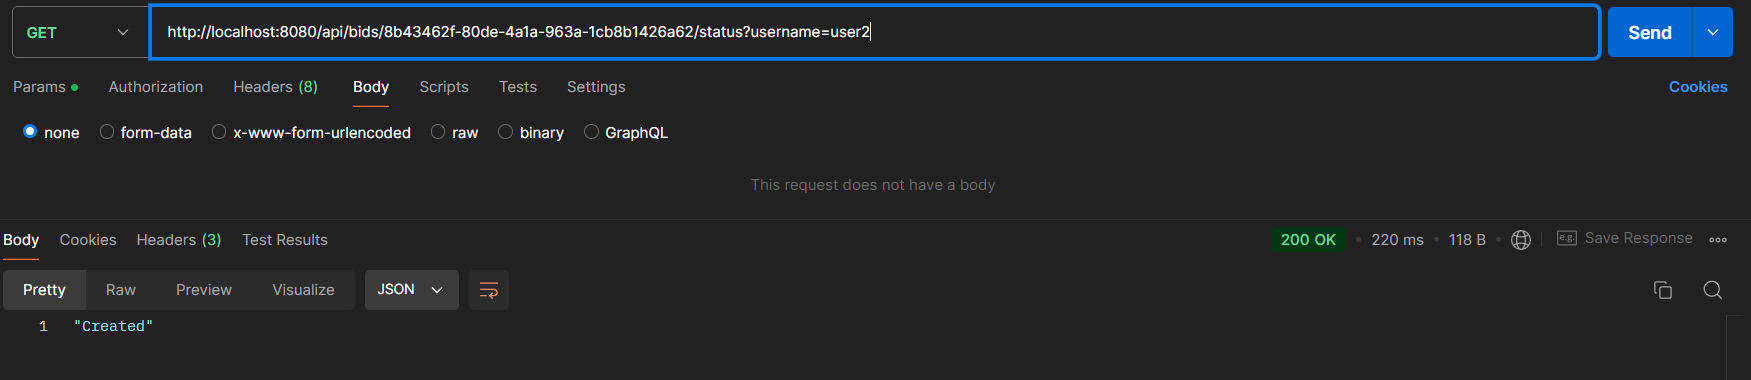 GET http://localhost:8080/api/bids/8b43462f-80de-4a1a-963a-1cb8b1426a62/status?username=user2 Send
Params Authorization Headers (8) Body Scripts Tests Settings Cookies
none form-data x-www-form-urlencoded raw binary GraphQL
This request does not have a body
Body Cookies Headers (3) Test Results 200 OK 220 ms 118 B e.g. Save Response
Pretty Raw Preview Visualize JSON
1 "Created"